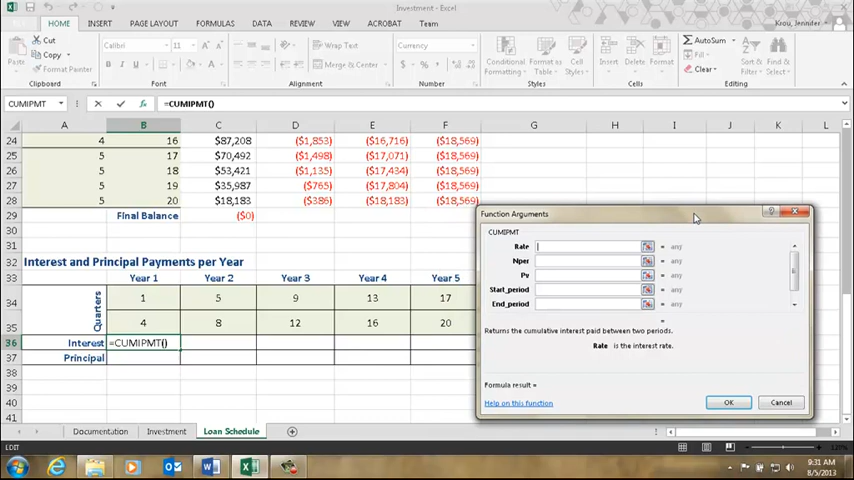 Investment - Excel
FILE HOME INSERT PAGE LAYOUT FORMULAS DATA REVIEW VIEW ACROBAT Team Krou, Jennifer
Cut
Copy
Format Painter
Paste
Clipboard
Calibri 11
B I U
Font
Wrap Text
Merge & Center
Alignment
Currency
$ % ,
Number
Conditional Formatting
Format as Table
Cell Styles
Styles
Insert Delete Format
Cells
AutoSum
Fill
Clear
Sort & Filter
Find & Select
Editing
CUMIPMT =CUMIPMT()
A B C D E F G H I J K L
24 4 16 $87,208 ($1,853) ($16,716) ($18,569)
25 5 17 $70,492 ($1,498) ($17,071) ($18,569)
26 5 18 $53,421 ($1,135) ($17,434) ($18,569)
27 5 19 $35,987 ($765) ($17,804) ($18,569)
28 5 20 $18,183 ($386) ($18,183) ($18,569)
29 Final Balance ($0)
30
31
32 Interest and Principal Payments per Year
33 Year 1 Year 2 Year 3 Year 4 Year 5
34 Quarters 1 5 9 13 17
35 4 8 12 16 20
36 Interest =CUMIPMT()
37 Principal
38
39
40
41
Function Arguments
CUMIPMT
Rate = any
Nper = any
Pv = any
Start_period = any
End_period = any
=
Returns the cumulative interest paid between two periods.
Rate is the interest rate.
Formula result =
Help on this function
OK Cancel
Documentation Investment Loan Schedule
EDIT
120%
9:31 AM
8/5/2013